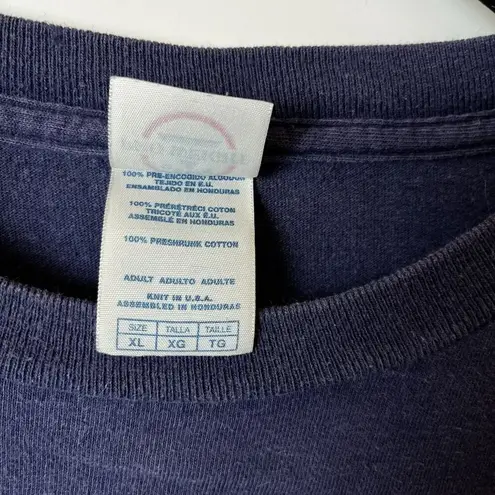 100% PRE-ENCOGIDO ALGODON
TEJIDO EN E.U.
ENSAMBLADO EN HONDURAS
100% PRÉRÉTRÉCI COTON
TRICOTÉ AUX É.U.
ASSEMBLÉ EN HONDURAS
100% PRESHRUNK COTTON
ADULT ADULTO ADULTE
KNIT IN U.S.A.
ASSEMBLED IN HONDURAS
SIZE TALLA TAILLE
XL XG TG